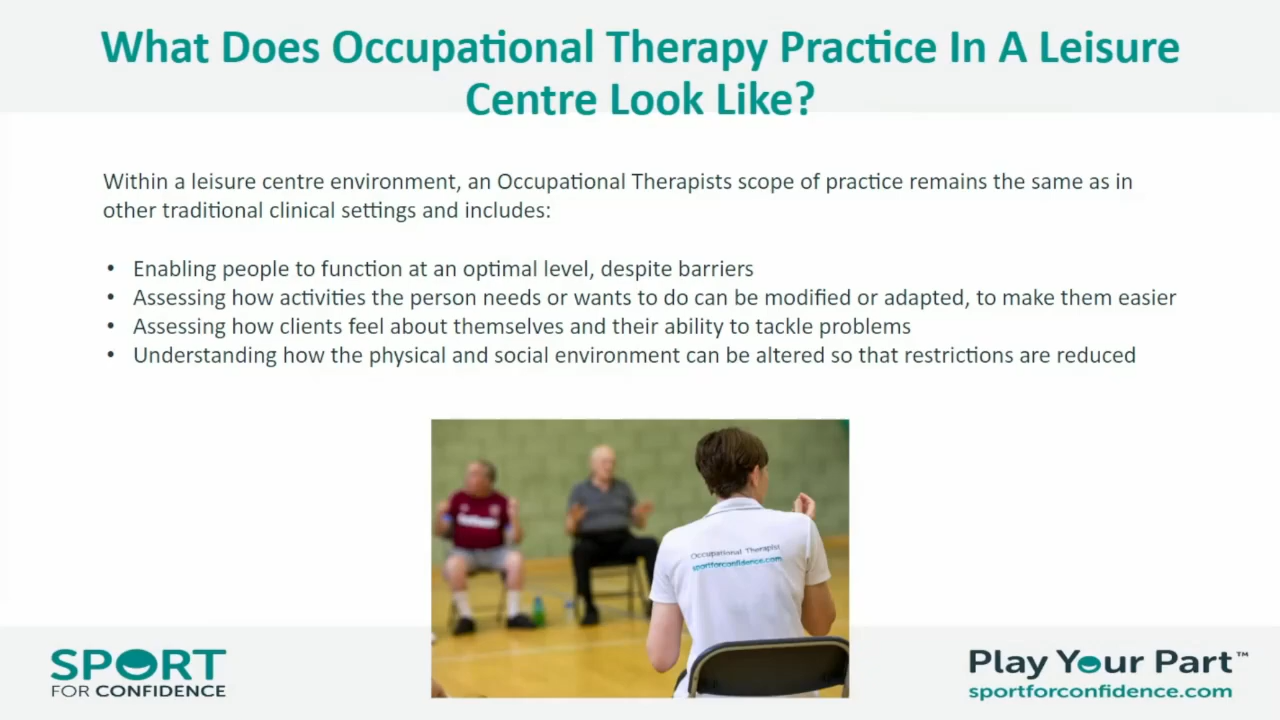 What Does Occupational Therapy Practice In A Leisure
Centre Look Like?
Within a leisure centre environment, an Occupational Therapists scope of practice remains the same as in
other traditional clinical settings and includes:
• Enabling people to function at an optimal level, despite barriers
• Assessing how activities the person needs or wants to do can be modified or adapted, to make them easier
• Assessing how clients feel about themselves and their ability to tackle problems
• Understanding how the physical and social environment can be altered so that restrictions are reduced
Occupational Therapist
sportforconfidence.com
SPORT
FOR CONFIDENCE
Play Your Part™
sportforconfidence.com